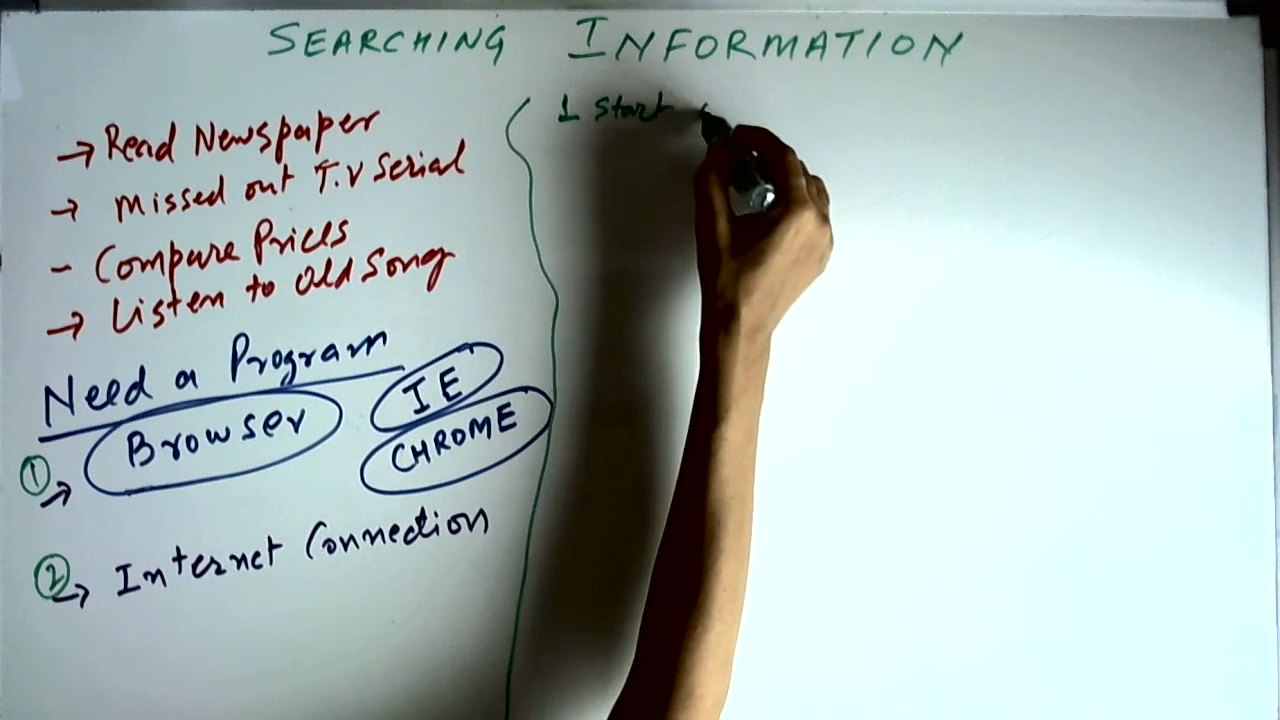 SEARCHING INFORMATION
→ Read Newspaper
→ Missed out T.V Serial
- Compare Prices
→ Listen to Old Song
Need a Program
① → Browser
IE
CHROME
② → Internet Connection
1 Start